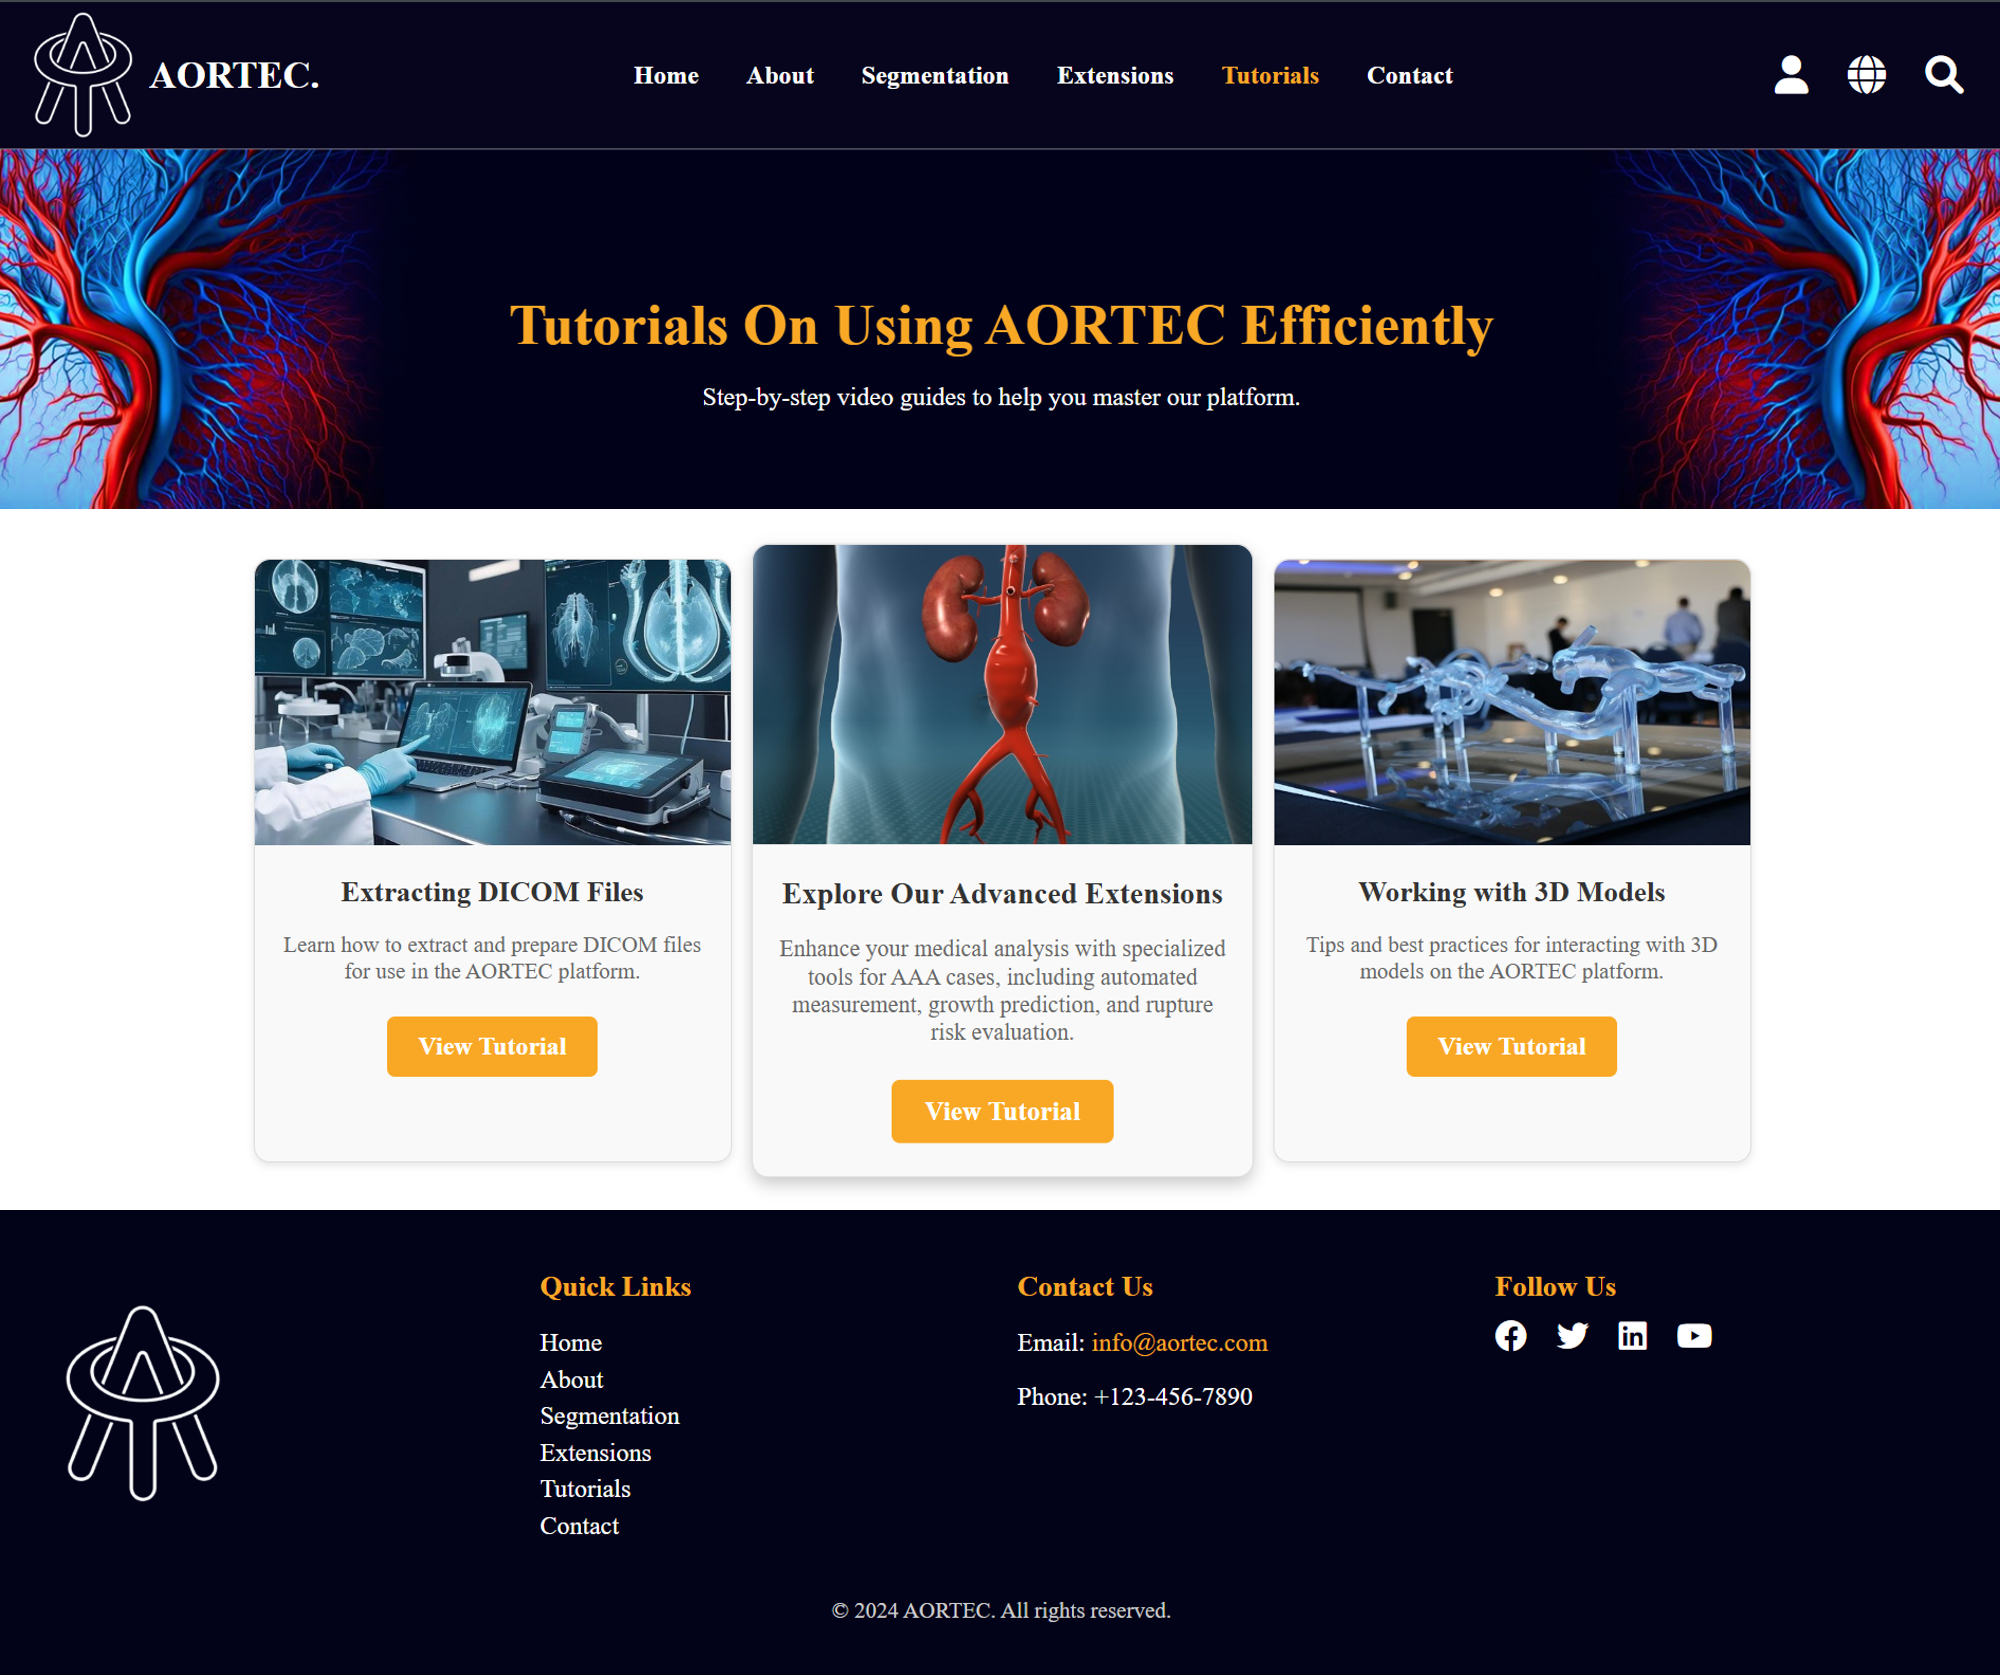 AORTEC.
Home
About
Segmentation
Extensions
Tutorials
Contact
Tutorials On Using AORTEC Efficiently
Step-by-step video guides to help you master our platform.
Extracting DICOM Files
Learn how to extract and prepare DICOM files
for use in the AORTEC platform.
View Tutorial
Explore Our Advanced Extensions
Enhance your medical analysis with specialized
tools for AAA cases, including automated
measurement, growth prediction, and rupture
risk evaluation.
View Tutorial
Working with 3D Models
Tips and best practices for interacting with 3D
models on the AORTEC platform.
View Tutorial
Quick Links
Home
About
Segmentation
Extensions
Tutorials
Contact
Contact Us
Email: info@aortec.com
Phone: +123-456-7890
Follow Us
© 2024 AORTEC. All rights reserved.